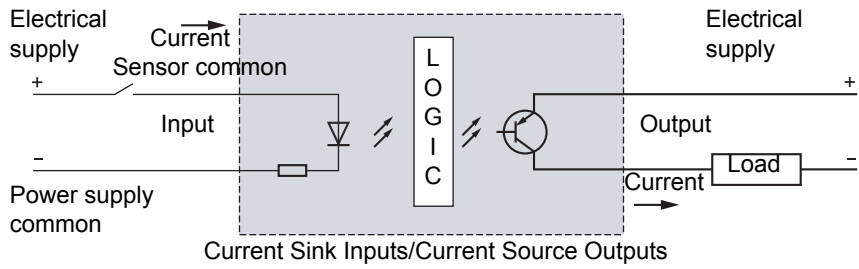 Electrical
supply
Current
Sensor common
+
Input
−
Power supply
common
L
O
G
I
C
Electrical
supply
+
Output
−
Load
Current
Current Sink Inputs/Current Source Outputs